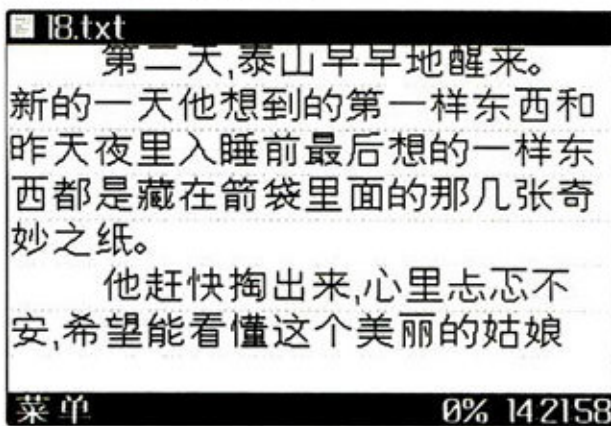 18.txt
第二天,泰山早早地醒来。
新的一天他想到的第一样东西和
昨天夜里入睡前最后想的一样东
西都是藏在箭袋里面的那几张奇
妙之纸。
他赶快掏出来,心里忐忑不
安,希望能看懂这个美丽的姑娘
菜单 0% 142158